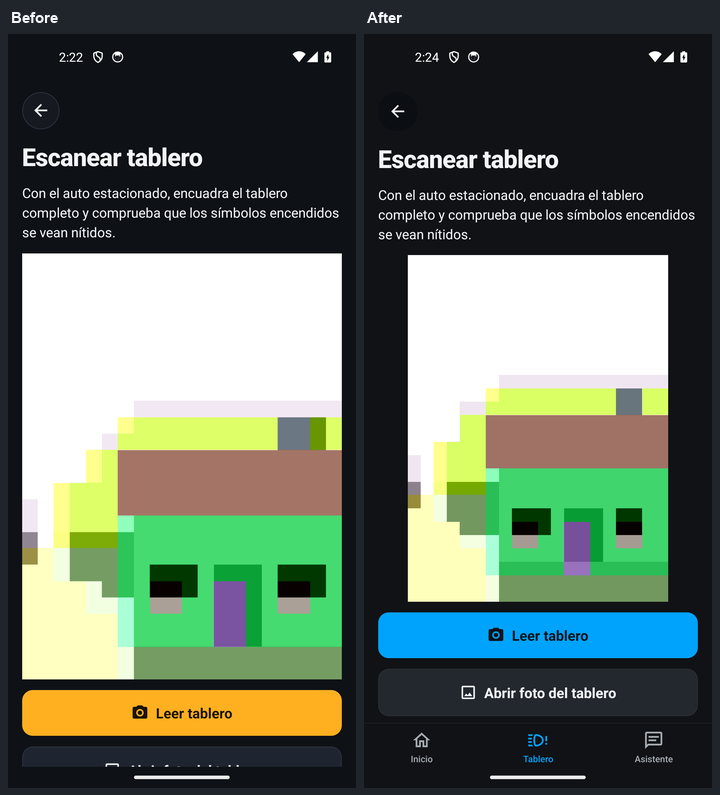 Before
2:22
Escanear tablero
Con el auto estacionado, encuadra el tablero
completo y comprueba que los símbolos encendidos
se vean nítidos.
Leer tablero
After
2:24
Escanear tablero
Con el auto estacionado, encuadra el tablero
completo y comprueba que los símbolos encendidos
se vean nítidos.
Leer tablero
Abrir foto del tablero
Inicio
Tablero
Asistente